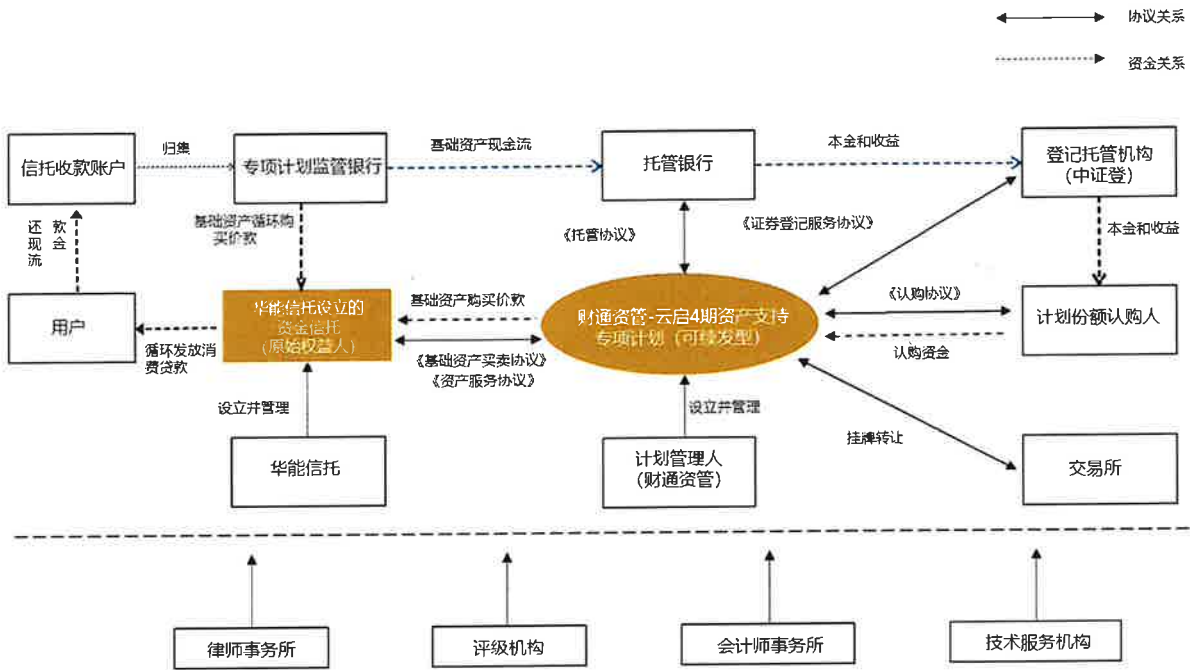 协议关系
资金关系
信托收款账户
归集
专项计划监管银行
基础资产现金流
托管银行
本金和收益
登记托管机构
（中证登）
还 款
现 金
流
基础资产循环购
买价款
《托管协议》
《证券登记服务协议》
本金和收益
用户
循环发放消
费贷款
华能信托设立的
资金信托
（原始权益人）
基础资产购买价款
《基础资产买卖协议》
《资产服务协议》
财通资管-云启4期资产支持
专项计划（可续发型）
《认购协议》
认购资金
计划份额认购人
设立并管理
设立并管理
挂牌转让
华能信托
计划管理人
（财通资管）
交易所
律师事务所
评级机构
会计师事务所
技术服务机构